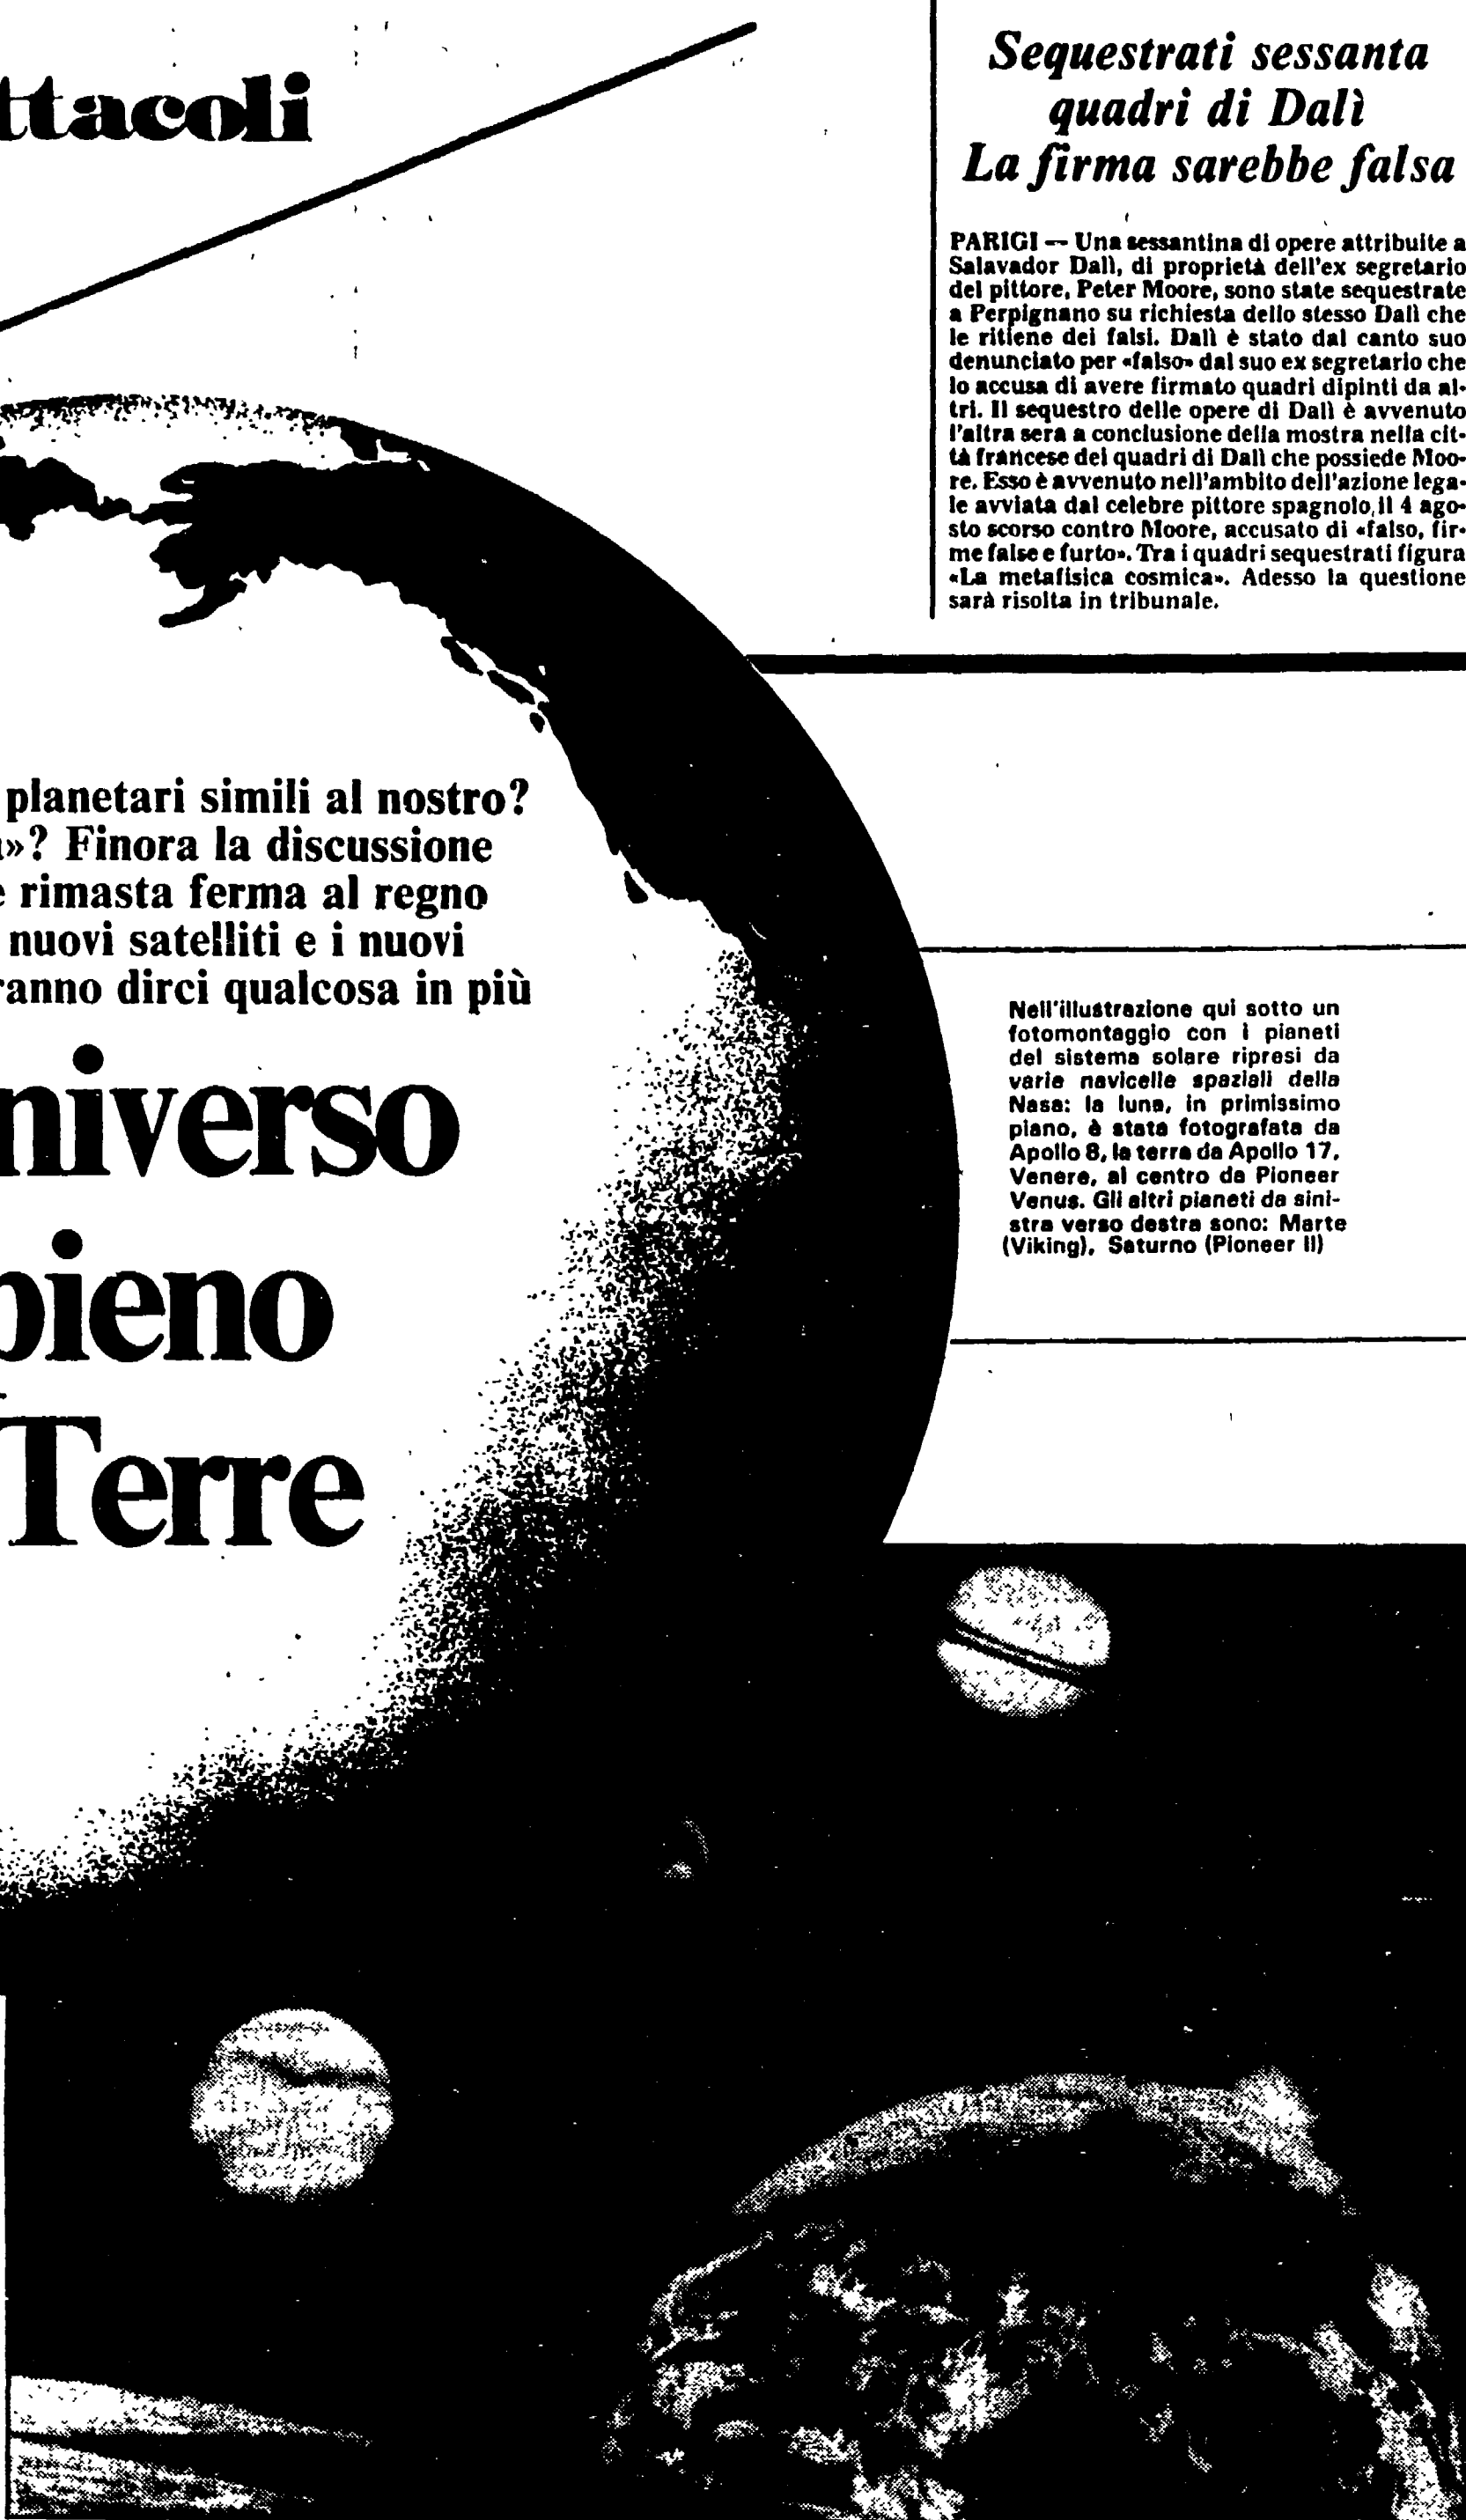 ttacoli
Sequestrati sessanta
quadri di Dalì
La firma sarebbe falsa
PARIGI — Una sessantina di opere attribuite a
Salavador Dalì, di proprietà dell'ex segretario
del pittore, Peter Moore, sono state sequestrate
a Perpignano su richiesta dello stesso Dalì che
le ritiene dei falsi. Dalì è stato dal canto suo
denunciato per «falso» dal suo ex segretario che
lo accusa di avere firmato quadri dipinti da al-
tri. Il sequestro delle opere di Dalì è avvenuto
l'altra sera a conclusione della mostra nella cit-
tà francese dei quadri di Dalì che possiede Moo-
re. Esso è avvenuto nell'ambito dell'azione lega-
le avviata dal celebre pittore spagnolo il 4 ago-
sto scorso contro Moore, accusato di «falso, fir-
me false e furto». Tra i quadri sequestrati figura
«La metafisica cosmica». Adesso la questione
sarà risolta in tribunale.
planetari simili al nostro?
»? Finora la discussione
è rimasta ferma al regno
nuovi satelliti e i nuovi
ranno dirci qualcosa in più
niverso
pieno
Terre
Nell'illustrazione qui sotto un
fotomontaggio con i pianeti
del sistema solare ripresi da
varie navicelle spaziali della
Nasa: la luna, in primissimo
piano, è stata fotografata da
Apollo 8, la terra da Apollo 17,
Venere, al centro da Pioneer
Venus. Gli altri pianeti da sini-
stra verso destra sono: Marte
(Viking), Saturno (Pioneer II)